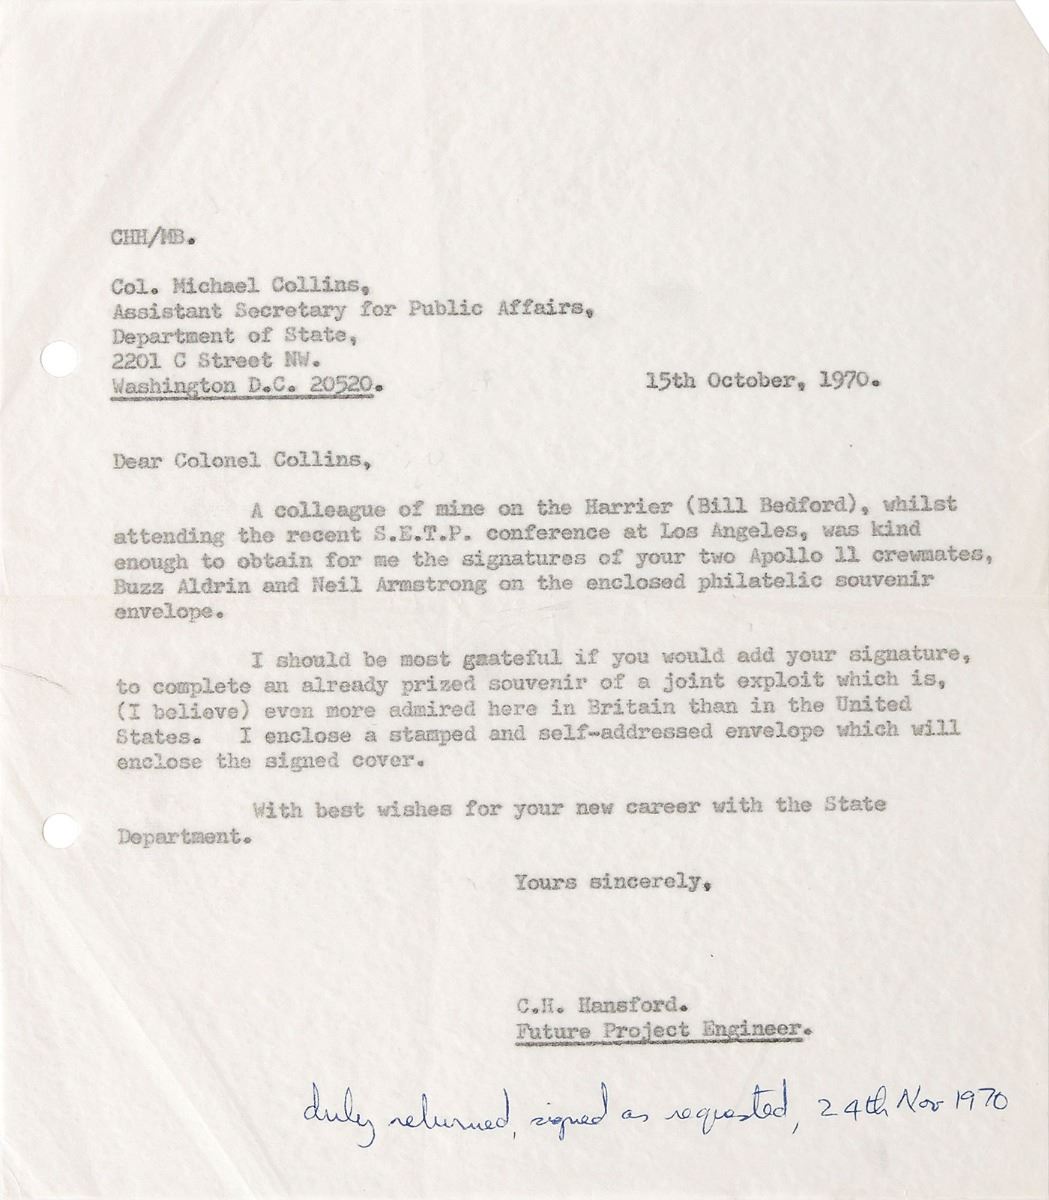 CHH/MB.
Col. Michael Collins,
Assistant Secretary for Public Affairs,
Department of State,
2201 C Street NW.
Washington D.C. 20520.
15th October, 1970.
Dear Colonel Collins,
A colleague of mine on the Harrier (Bill Bedford), whilst
attending the recent S.E.T.P. conference at Los Angeles, was kind
enough to obtain for me the signatures of your two Apollo 11 crewmates,
Buzz Aldrin and Neil Armstrong on the enclosed philatelic souvenir
envelope.
I should be most gaateful if you would add your signature,
to complete an already prized souvenir of a joint exploit which is,
(I believe) even more admired here in Britain than in the United
States. I enclose a stamped and self-addressed envelope which will
enclose the signed cover.
With best wishes for your new career with the State
Department.
Yours sincerely,
C.H. Hansford.
Future Project Engineer.
duly returned, signed as requested, 24th Nov 1970